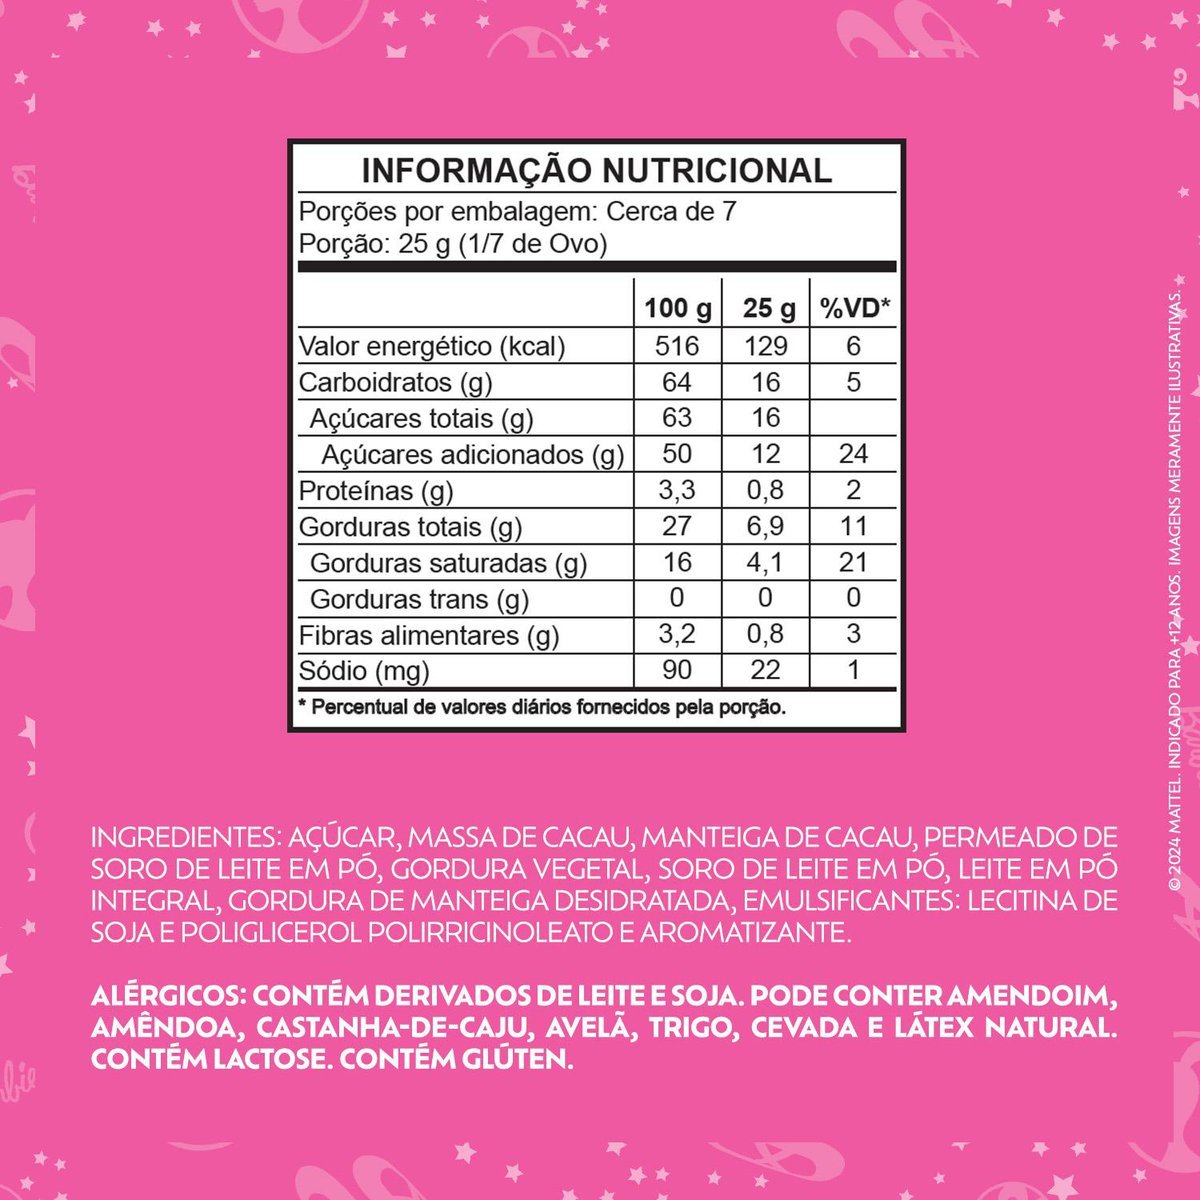 INFORMAÇÃO NUTRICIONAL
Porções por embalagem: Cerca de 7
Porção: 25 g (1/7 de Ovo)
100 g 25 g %VD*
Valor energético (kcal) 516 129 6
Carboidratos (g) 64 16 5
Açúcares totais (g) 63 16
Açúcares adicionados (g) 50 12 24
Proteínas (g) 3,3 0,8 2
Gorduras totais (g) 27 6,9 11
Gorduras saturadas (g) 16 4,1 21
Gorduras trans (g) 0 0 0
Fibras alimentares (g) 3,2 0,8 3
Sódio (mg) 90 22 1
* Percentual de valores diários fornecidos pela porção.
INGREDIENTES: AÇÚCAR, MASSA DE CACAU, MANTEIGA DE CACAU, PERMEADO DE
SORO DE LEITE EM PÓ, GORDURA VEGETAL, SORO DE LEITE EM PÓ, LEITE EM PÓ
INTEGRAL, GORDURA DE MANTEIGA DESIDRATADA, EMULSIFICANTES: LECITINA DE
SOJA E POLIGLICEROL POLIRRICINOLEATO E AROMATIZANTE.
ALÉRGICOS: CONTÉM DERIVADOS DE LEITE E SOJA. PODE CONTER AMENDOIM,
AMÊNDOA, CASTANHA-DE-CAJU, AVELÃ, TRIGO, CEVADA E LÁTEX NATURAL.
CONTÉM LACTOSE. CONTÉM GLÚTEN.
© 2024 MATTEL. INDICADO PARA +12 ANOS. IMAGENS MERAMENTE ILUSTRATIVAS.